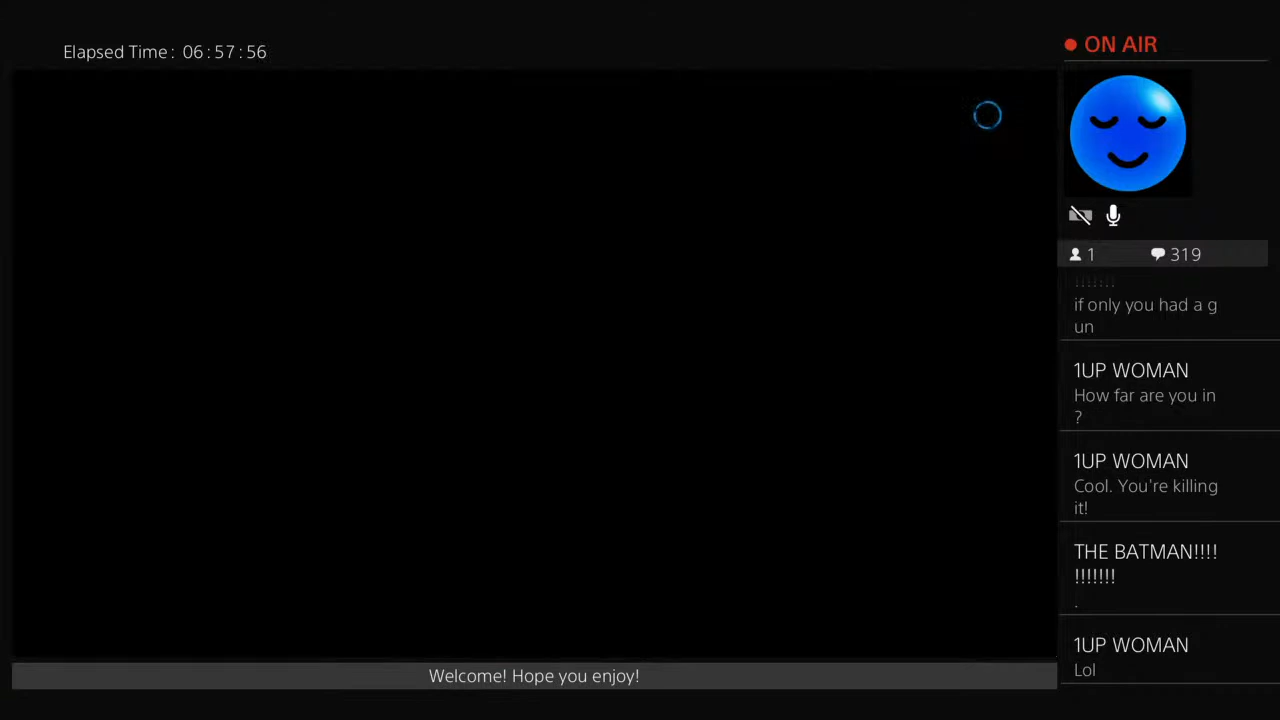 Elapsed Time: 06:57:56
ON AIR
1
319
!!!!!!!
if only you had a g
un
1UP WOMAN
How far are you in
?
1UP WOMAN
Cool. You're killing
it!
THE BATMAN!!!!
!!!!!!!
.
1UP WOMAN
Lol
Welcome! Hope you enjoy!